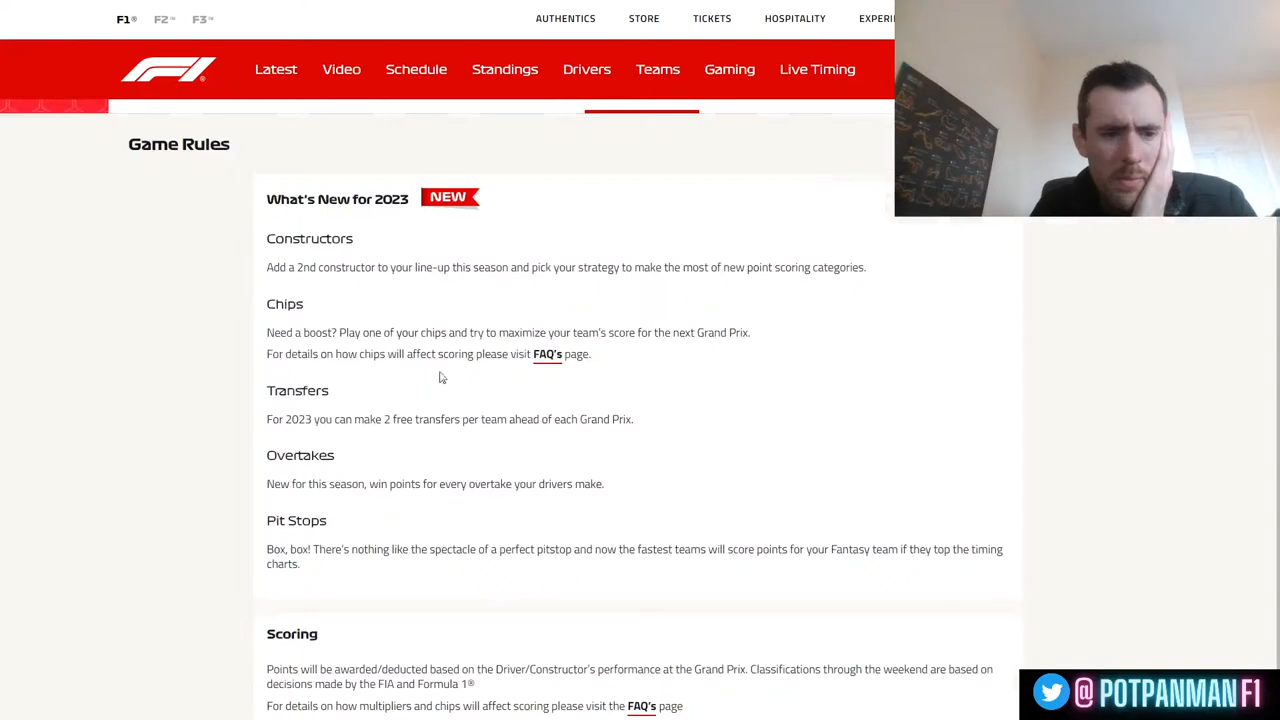 F1® F2™ F3™ AUTHENTICS STORE TICKETS HOSPITALITY EXPERI
F1® Latest Video Schedule Standings Drivers Teams Gaming Live Timing
Game Rules
What's New for 2023 NEW
Constructors
Add a 2nd constructor to your line-up this season and pick your strategy to make the most of new point scoring categories.
Chips
Need a boost? Play one of your chips and try to maximize your team's score for the next Grand Prix.
For details on how chips will affect scoring please visit FAQ's page.
Transfers
For 2023 you can make 2 free transfers per team ahead of each Grand Prix.
Overtakes
New for this season, win points for every overtake your drivers make.
Pit Stops
Box, box! There's nothing like the spectacle of a perfect pitstop and now the fastest teams will score points for your Fantasy team if they top the timing
charts.
Scoring
Points will be awarded/deducted based on the Driver/Constructor's performance at the Grand Prix. Classifications through the weekend are based on
decisions made by the FIA and Formula 1®
For details on how multipliers and chips will affect scoring please visit the FAQ's page
@POTPANMANF1